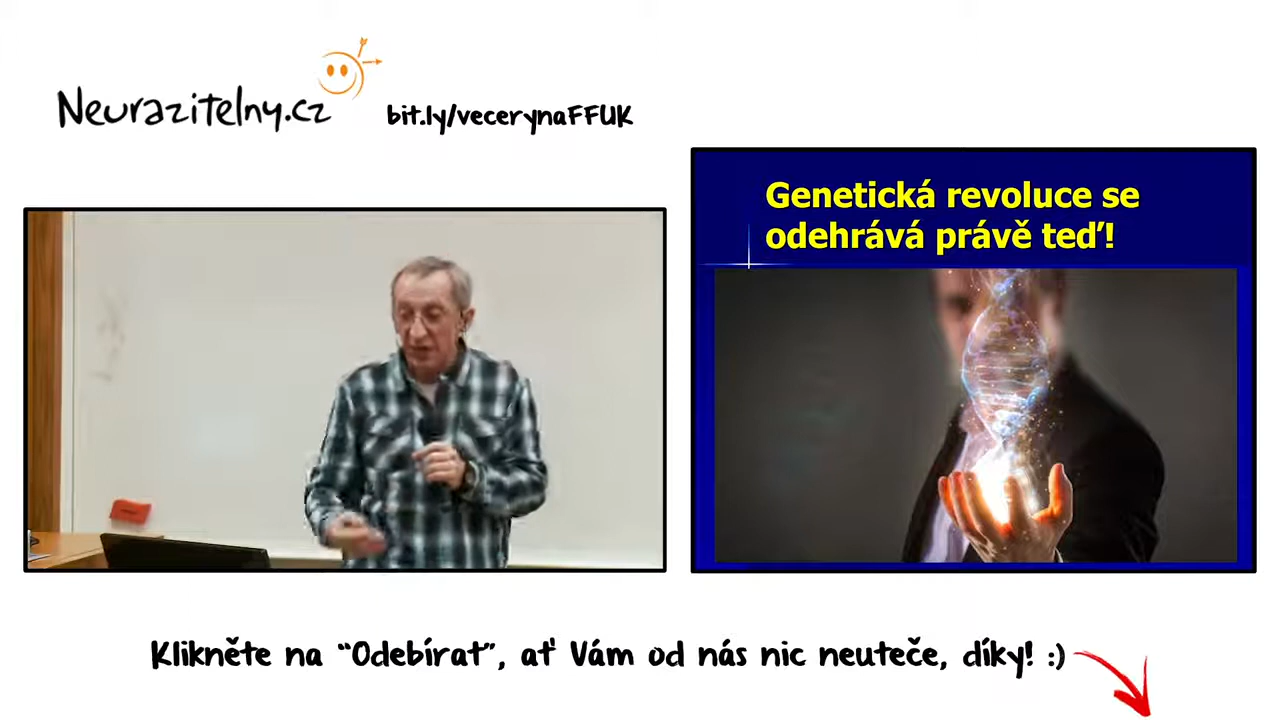 Neurazitelny.cz
bit.ly/vecerynaFFUK
Genetická revoluce se
odehrává právě teď!
Klikněte na “Odebírat”, ať Vám od nás nic neuteče, díky! :)